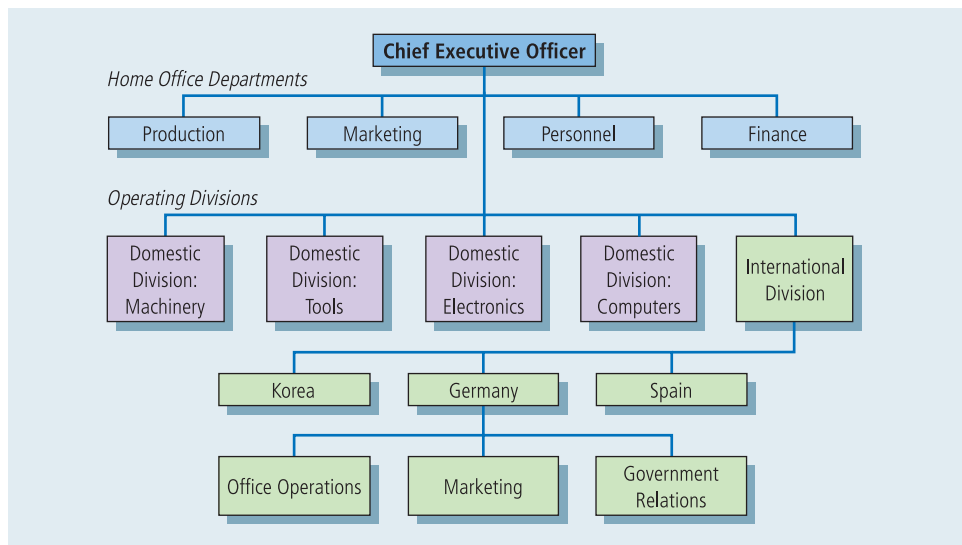 Chief Executive Officer
Home Office Departments
Production
Marketing
Personnel
Finance
Operating Divisions
Domestic
Division:
Machinery
Domestic
Division:
Tools
Domestic
Division:
Electronics
Domestic
Division:
Computers
International
Division
Korea
Germany
Spain
Office Operations
Marketing
Government
Relations